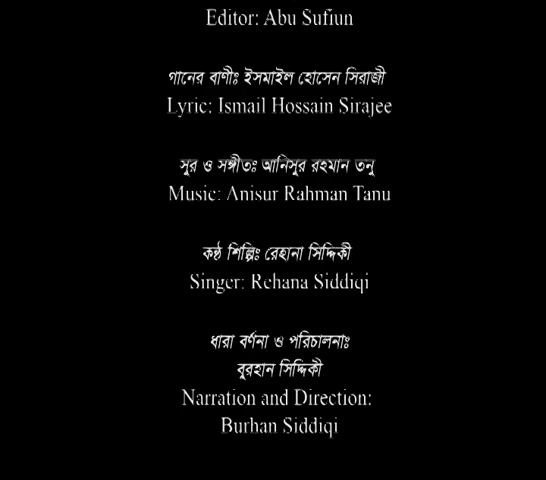 Editor: Abu Sufiun
গানের বাণীঃ ইসমাইল হোসেন সিরাজী
Lyric: Ismail Hossain Sirajee
সুর ও সঙ্গীতঃ আনিসুর রহমান তনু
Music: Anisur Rahman Tanu
কন্ঠ শিল্পিঃ রেহানা সিদ্দিকী
Singer: Rehana Siddiqi
ধারা বর্ণনা ও পরিচালনাঃ
বুরহান সিদ্দিকী
Narration and Direction:
Burhan Siddiqi